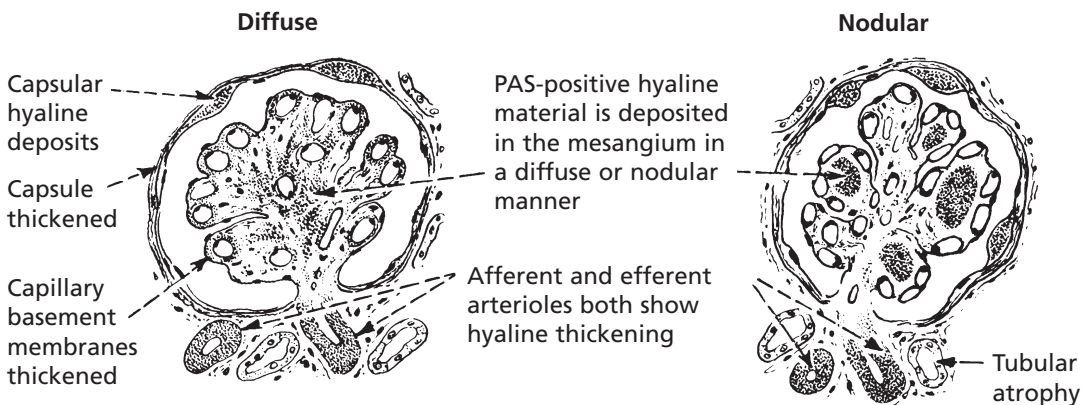 Diffuse
Nodular
Capsular
hyaline
deposits
Capsule
thickened
Capillary
basement
membranes
thickened
PAS-positive hyaline
material is deposited
in the mesangium in
a diffuse or nodular
manner
Afferent and efferent
arterioles both show
hyaline thickening
Tubular
atrophy